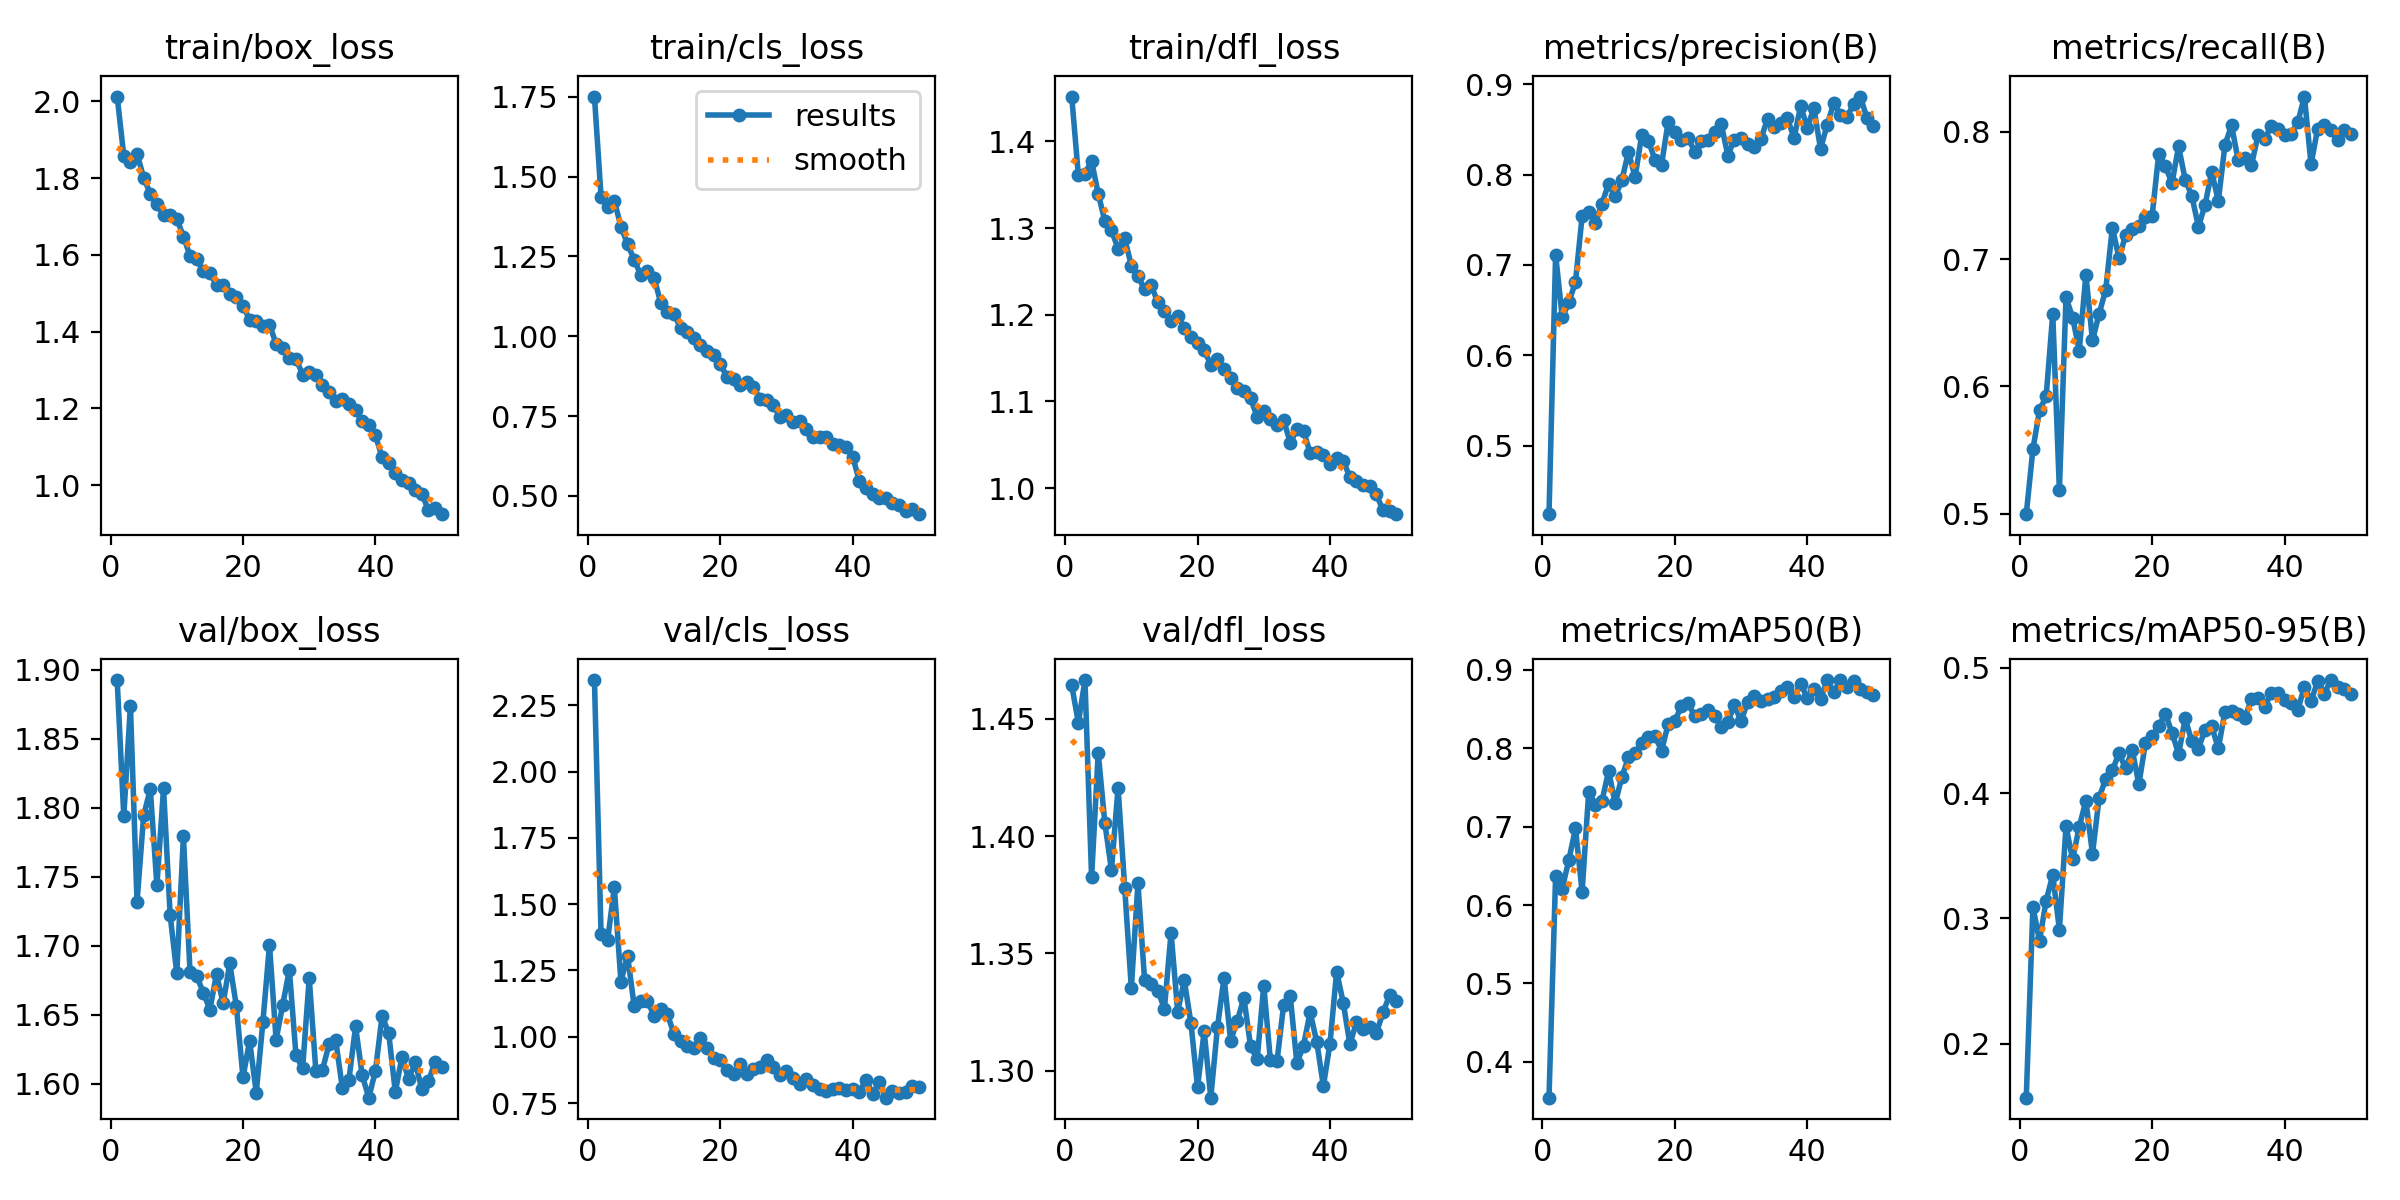 train/box_loss
2.0
1.8
1.6
1.4
1.2
1.0
0 20 40
train/cls_loss
results
smooth
1.75
1.50
1.25
1.00
0.75
0.50
0 20 40
train/dfl_loss
1.4
1.3
1.2
1.1
1.0
0 20 40
metrics/precision(B)
0.9
0.8
0.7
0.6
0.5
0 20 40
metrics/recall(B)
0.8
0.7
0.6
0.5
0 20 40
val/box_loss
1.90
1.85
1.80
1.75
1.70
1.65
1.60
0 20 40
val/cls_loss
2.25
2.00
1.75
1.50
1.25
1.00
0.75
0 20 40
val/dfl_loss
1.45
1.40
1.35
1.30
0 20 40
metrics/mAP50(B)
0.9
0.8
0.7
0.6
0.5
0.4
0 20 40
metrics/mAP50-95(B)
0.5
0.4
0.3
0.2
0 20 40